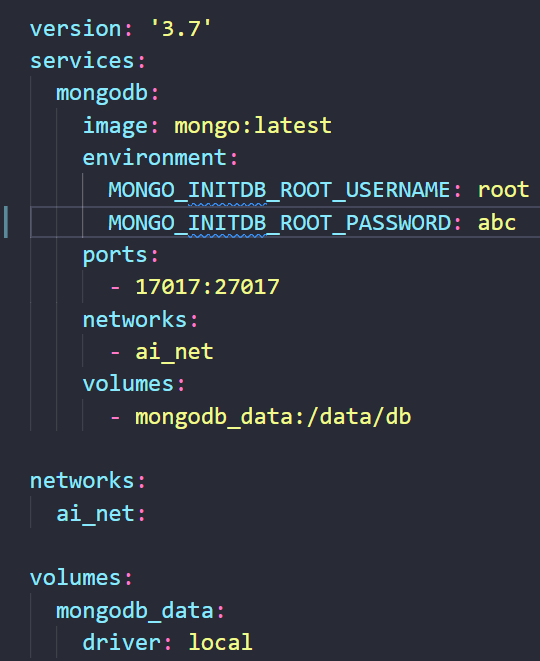 version: '3.7'
services:
  mongodb:
    image: mongo:latest
    environment:
      MONGO_INITDB_ROOT_USERNAME: root
      MONGO_INITDB_ROOT_PASSWORD: abc
    ports:
      - 17017:27017
    networks:
      - ai_net
    volumes:
      - mongodb_data:/data/db

networks:
  ai_net:

volumes:
  mongodb_data:
    driver: local